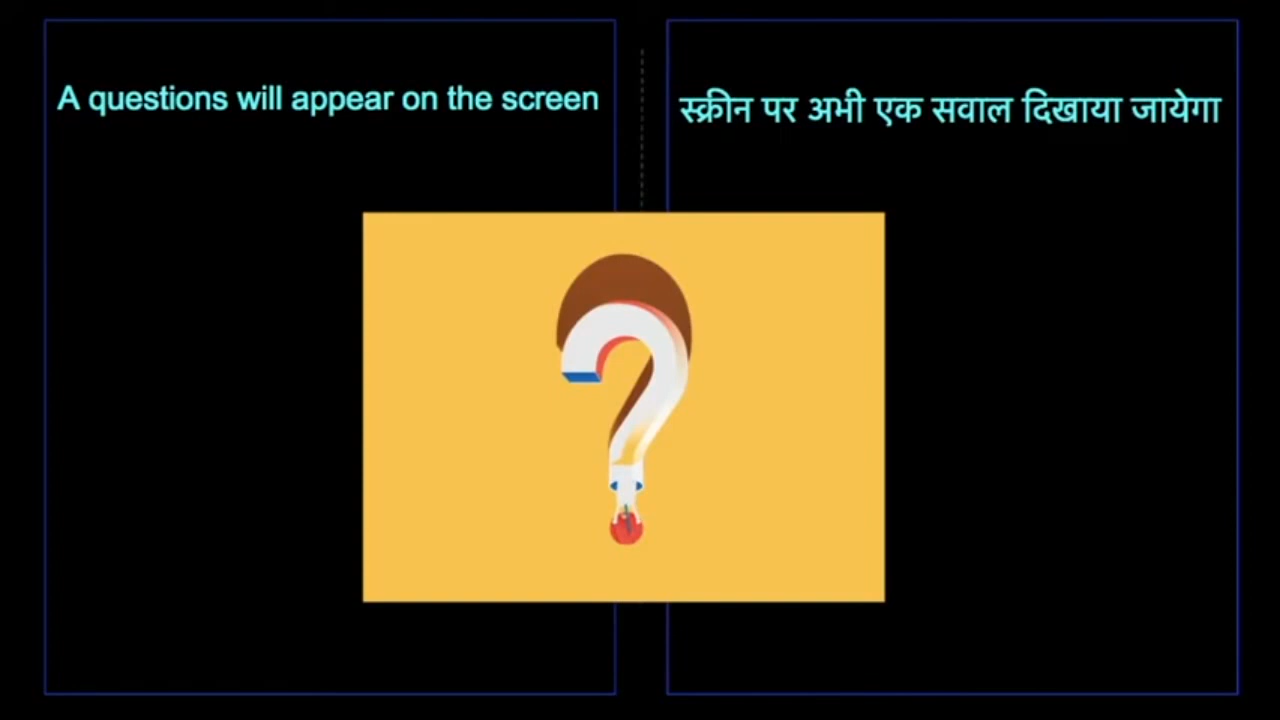 A questions will appear on the screen
स्क्रीन पर अभी एक सवाल दिखाया जायेगा